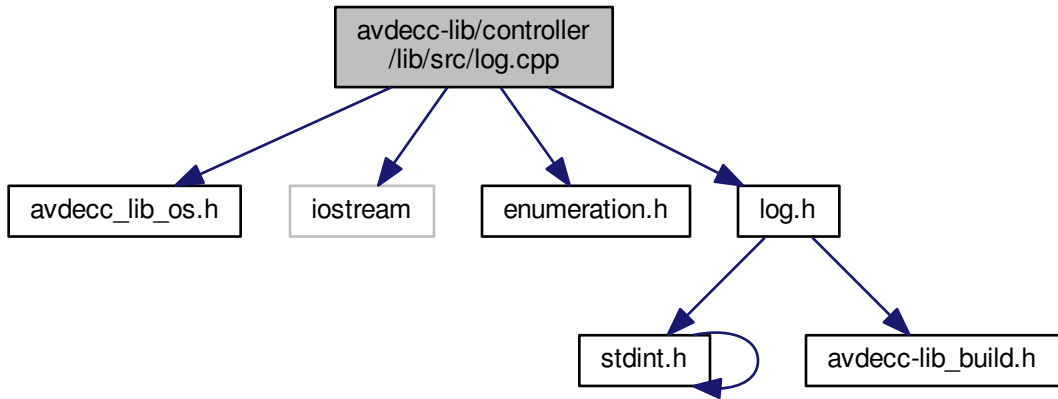 avdecc-lib/controller
/lib/src/log.cpp
avdecc_lib_os.h
iostream
enumeration.h
log.h
stdint.h
avdecc-lib_build.h